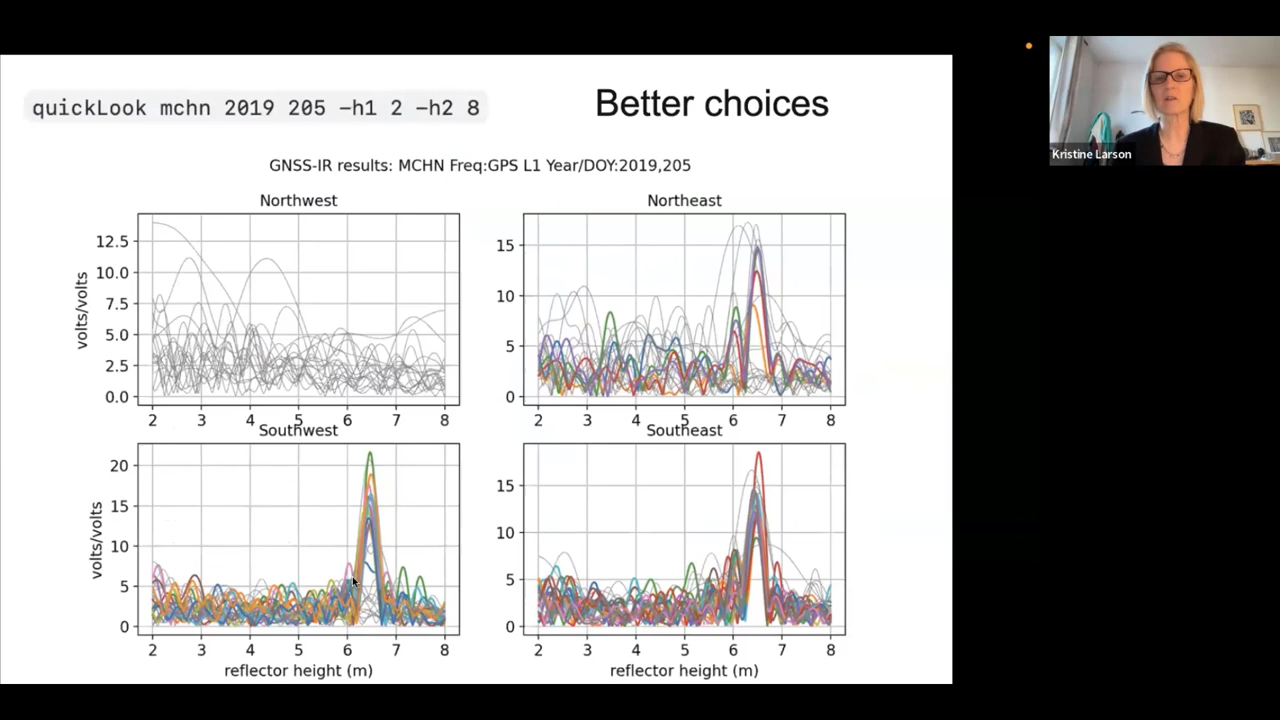 quickLook mchn 2019 205 −h1 2 −h2 8
Better choices
Kristine Larson
GNSS-IR results: MCHN Freq:GPS L1 Year/DOY:2019,205
Northwest
Northeast
volts/volts
12.5
10.0
7.5
5.0
2.5
0.0
2 3 4 5 6 7 8
15
10
5
0
2 3 4 5 6 7 8
Southwest
Southeast
volts/volts
20
15
10
5
0
2 3 4 5 6 7 8
reflector height (m)
15
10
5
0
2 3 4 5 6 7 8
reflector height (m)